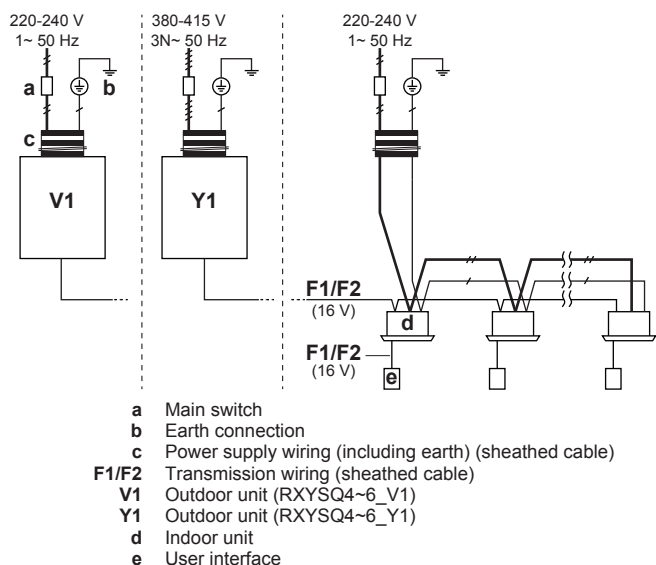 220-240 V
1~ 50 Hz
380-415 V
3N~ 50 Hz
220-240 V
1~ 50 Hz
a
b
c
V1
Y1
F1/F2
(16 V)
d
F1/F2
(16 V)
e
a Main switch
b Earth connection
c Power supply wiring (including earth) (sheathed cable)
F1/F2 Transmission wiring (sheathed cable)
V1 Outdoor unit (RXYSQ4~6_V1)
Y1 Outdoor unit (RXYSQ4~6_Y1)
d Indoor unit
e User interface